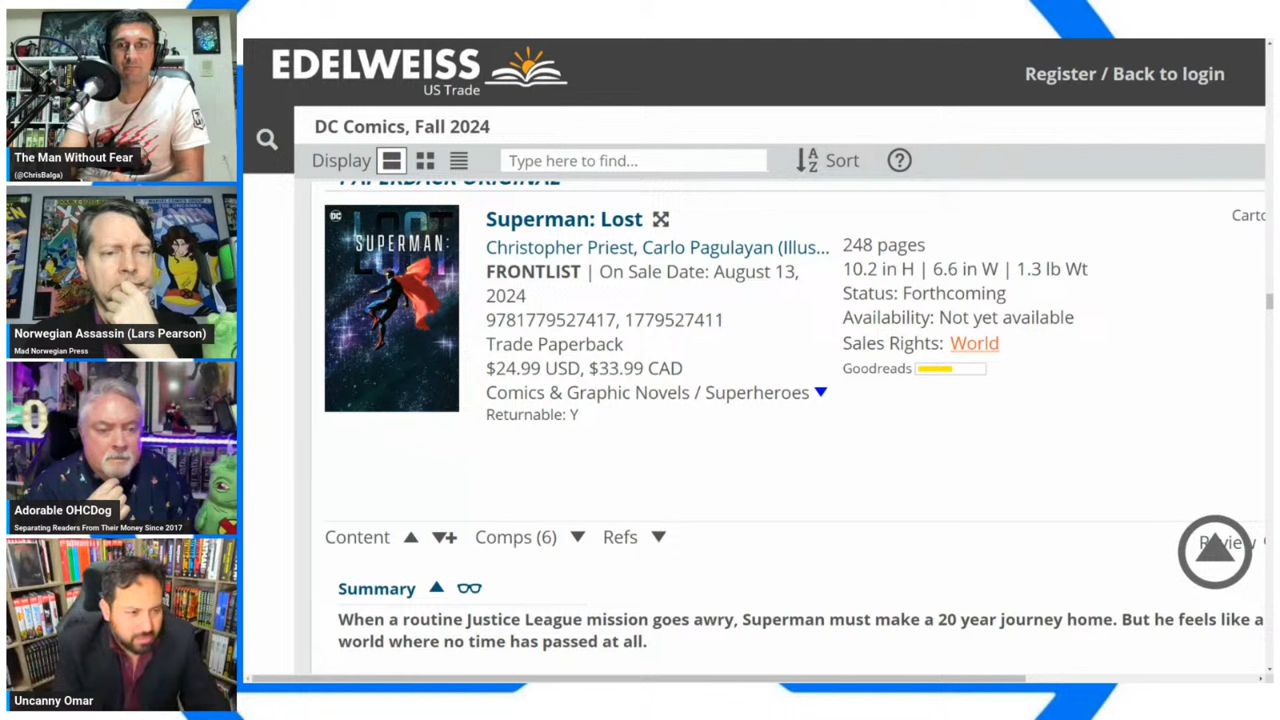 The Man Without Fear
(@ChrisBalga)
Norwegian Assassin (Lars Pearson)
Mad Norwegian Press
Adorable OHCDog
Separating Readers From Their Money Since 2017
Uncanny Omar
EDELWEISS
US Trade
Register / Back to login
DC Comics, Fall 2024
Display
Type here to find...
Sort
PAPERBACK ORIGINAL
DC
LOST
SUPERMAN:
Superman: Lost
Christopher Priest, Carlo Pagulayan (Illus...
FRONTLIST | On Sale Date: August 13,
2024
9781779527417, 1779527411
Trade Paperback
$24.99 USD, $33.99 CAD
Comics & Graphic Novels / Superheroes
Returnable: Y
Carto
248 pages
10.2 in H | 6.6 in W | 1.3 lb Wt
Status: Forthcoming
Availability: Not yet available
Sales Rights: World
Goodreads
Content Comps (6) Refs
Review
Summary
When a routine Justice League mission goes awry, Superman must make a 20 year journey home. But he feels like a
world where no time has passed at all.